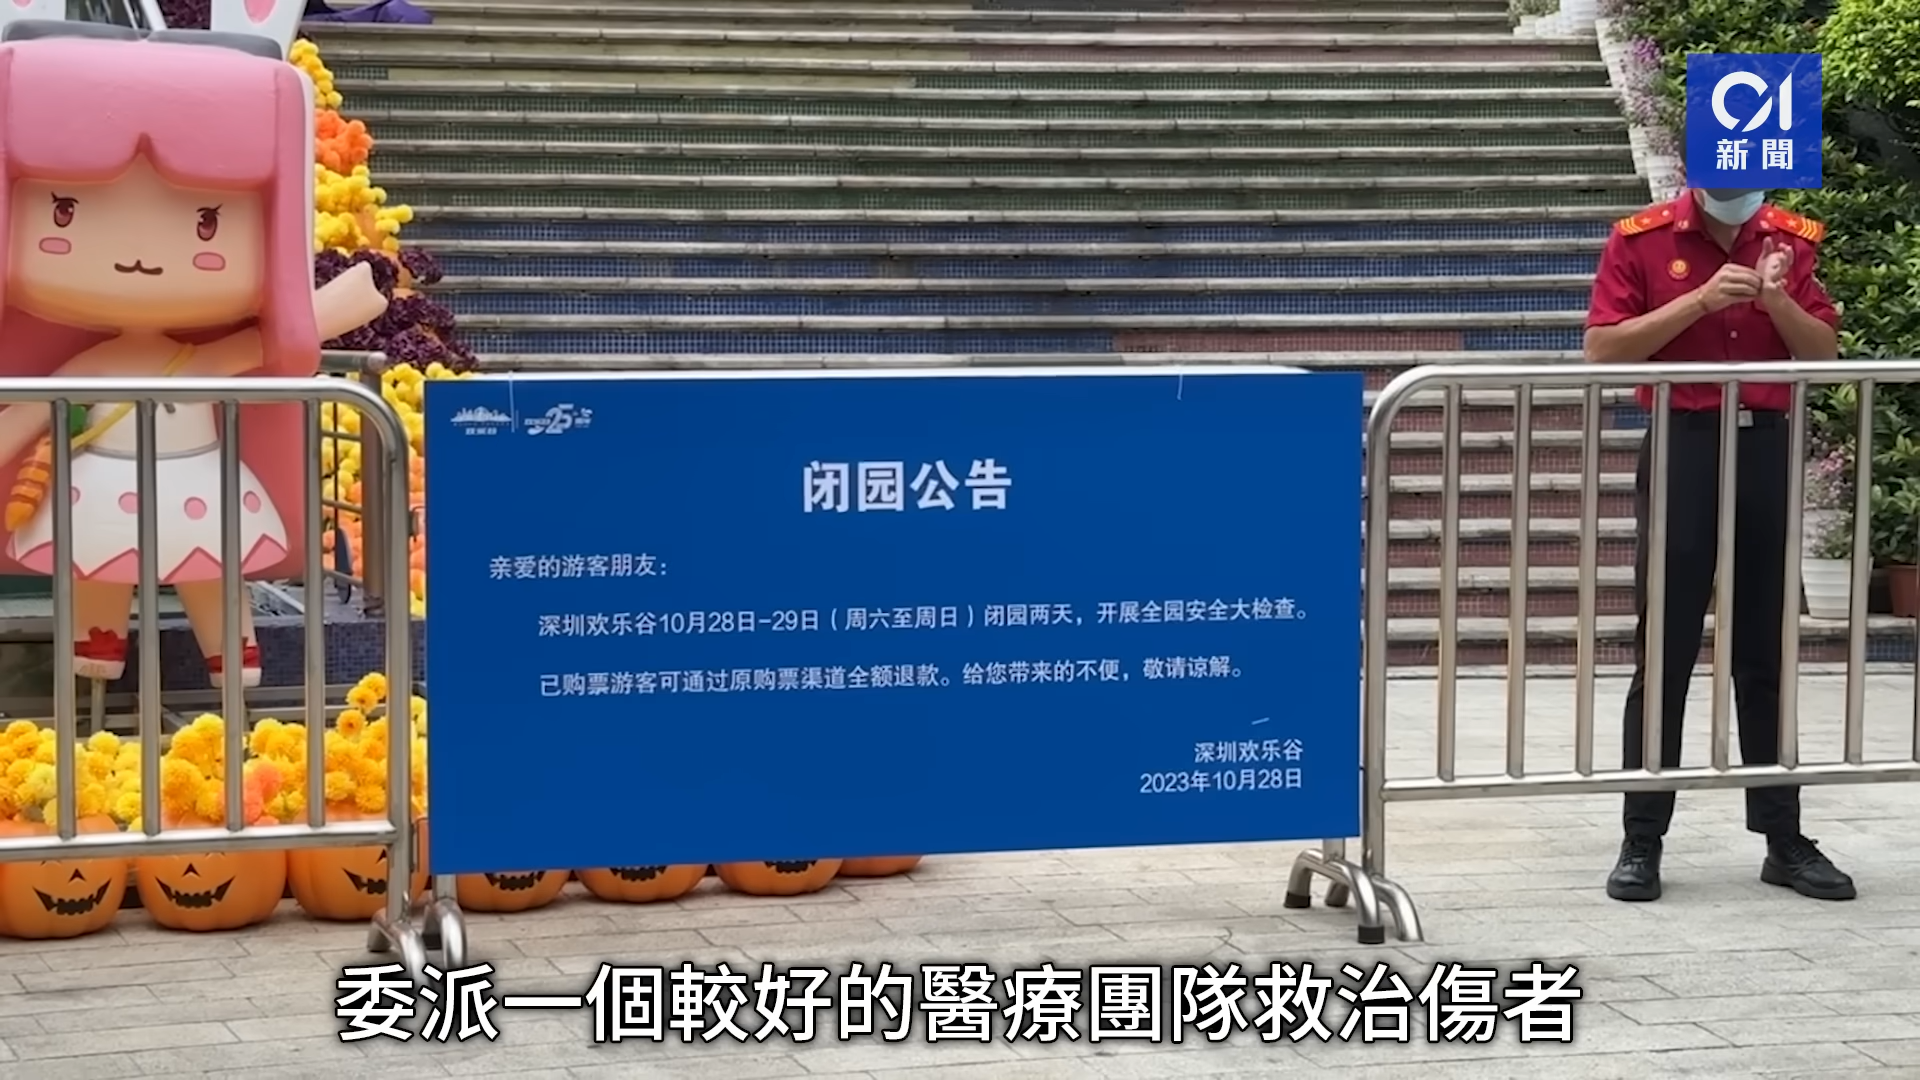 01
新聞
25
闭园公告
亲爱的游客朋友：
深圳欢乐谷10月28日-29日（周六至周日）闭园两天，开展全园安全大检查。
已购票游客可通过原购票渠道全额退款。给您带来的不便，敬请谅解。
深圳欢乐谷
2023年10月28日
委派一個較好的醫療團隊救治傷者